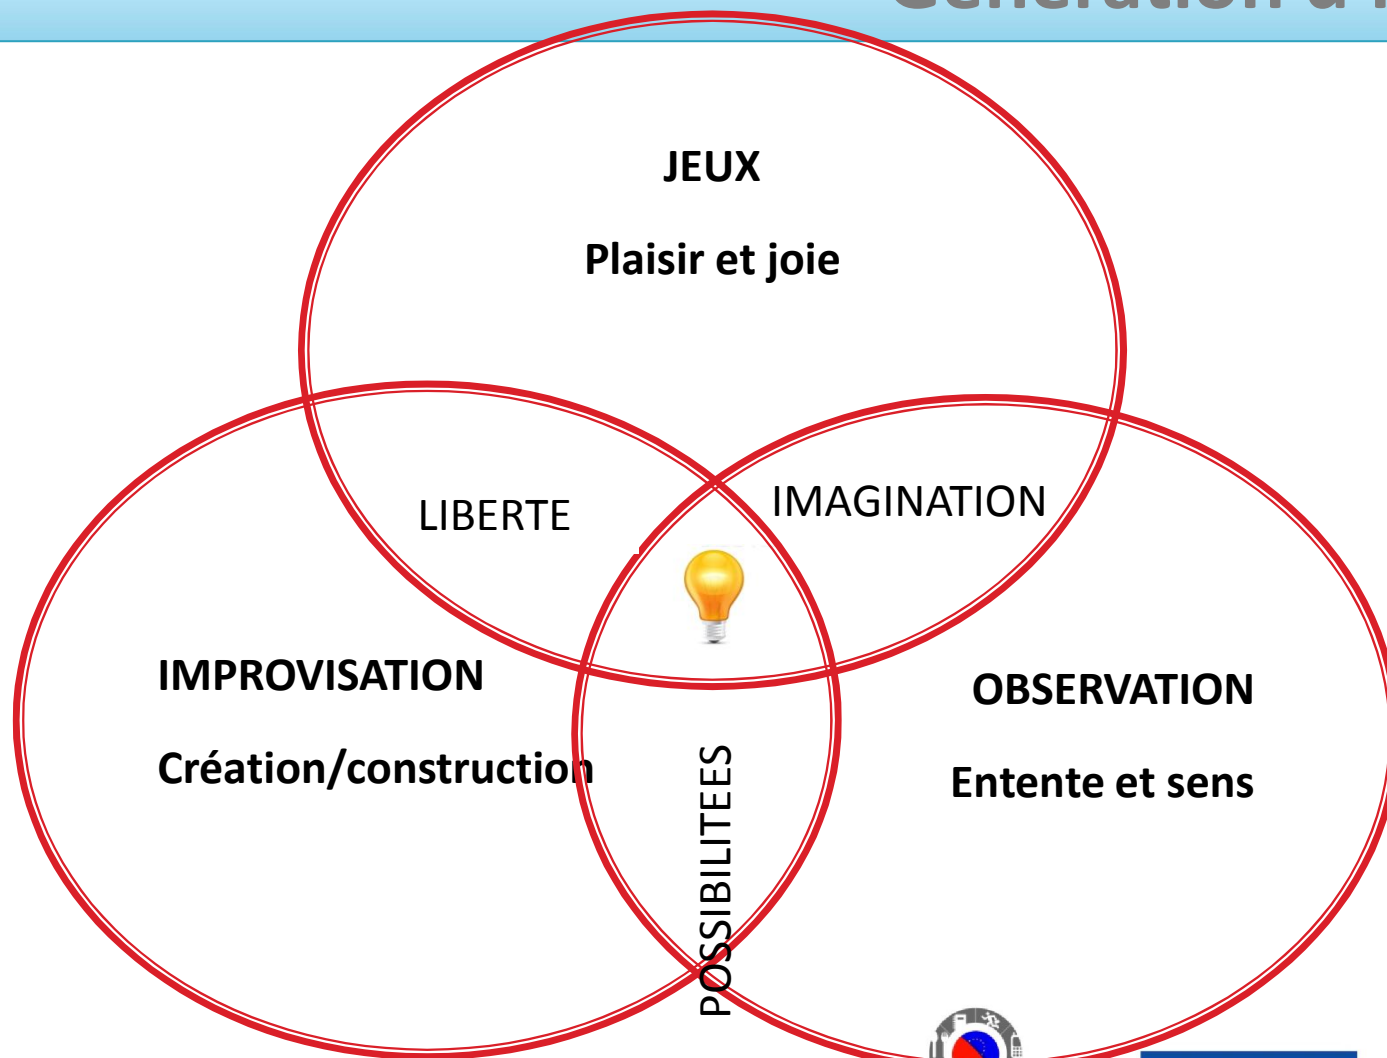 JEUX
Plaisir et joie
LIBERTE
IMAGINATION
IMPROVISATION
Création/construction
OBSERVATION
Entente et sens
POSSIBILITEES